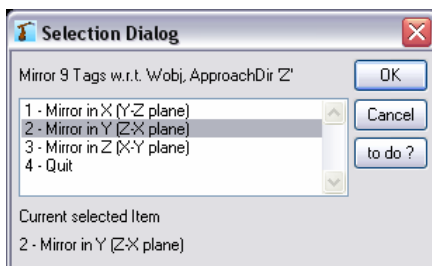 Selection Dialog
Mirror 9 Tags w.r.t. Wobj, ApproachDir 'Z'
OK
1 - Mirror in X (Y-Z plane)
2 - Mirror in Y (Z-X plane)
3 - Mirror in Z (X-Y plane)
4 - Quit
Cancel
to do ?
Current selected Item
2 - Mirror in Y (Z-X plane)